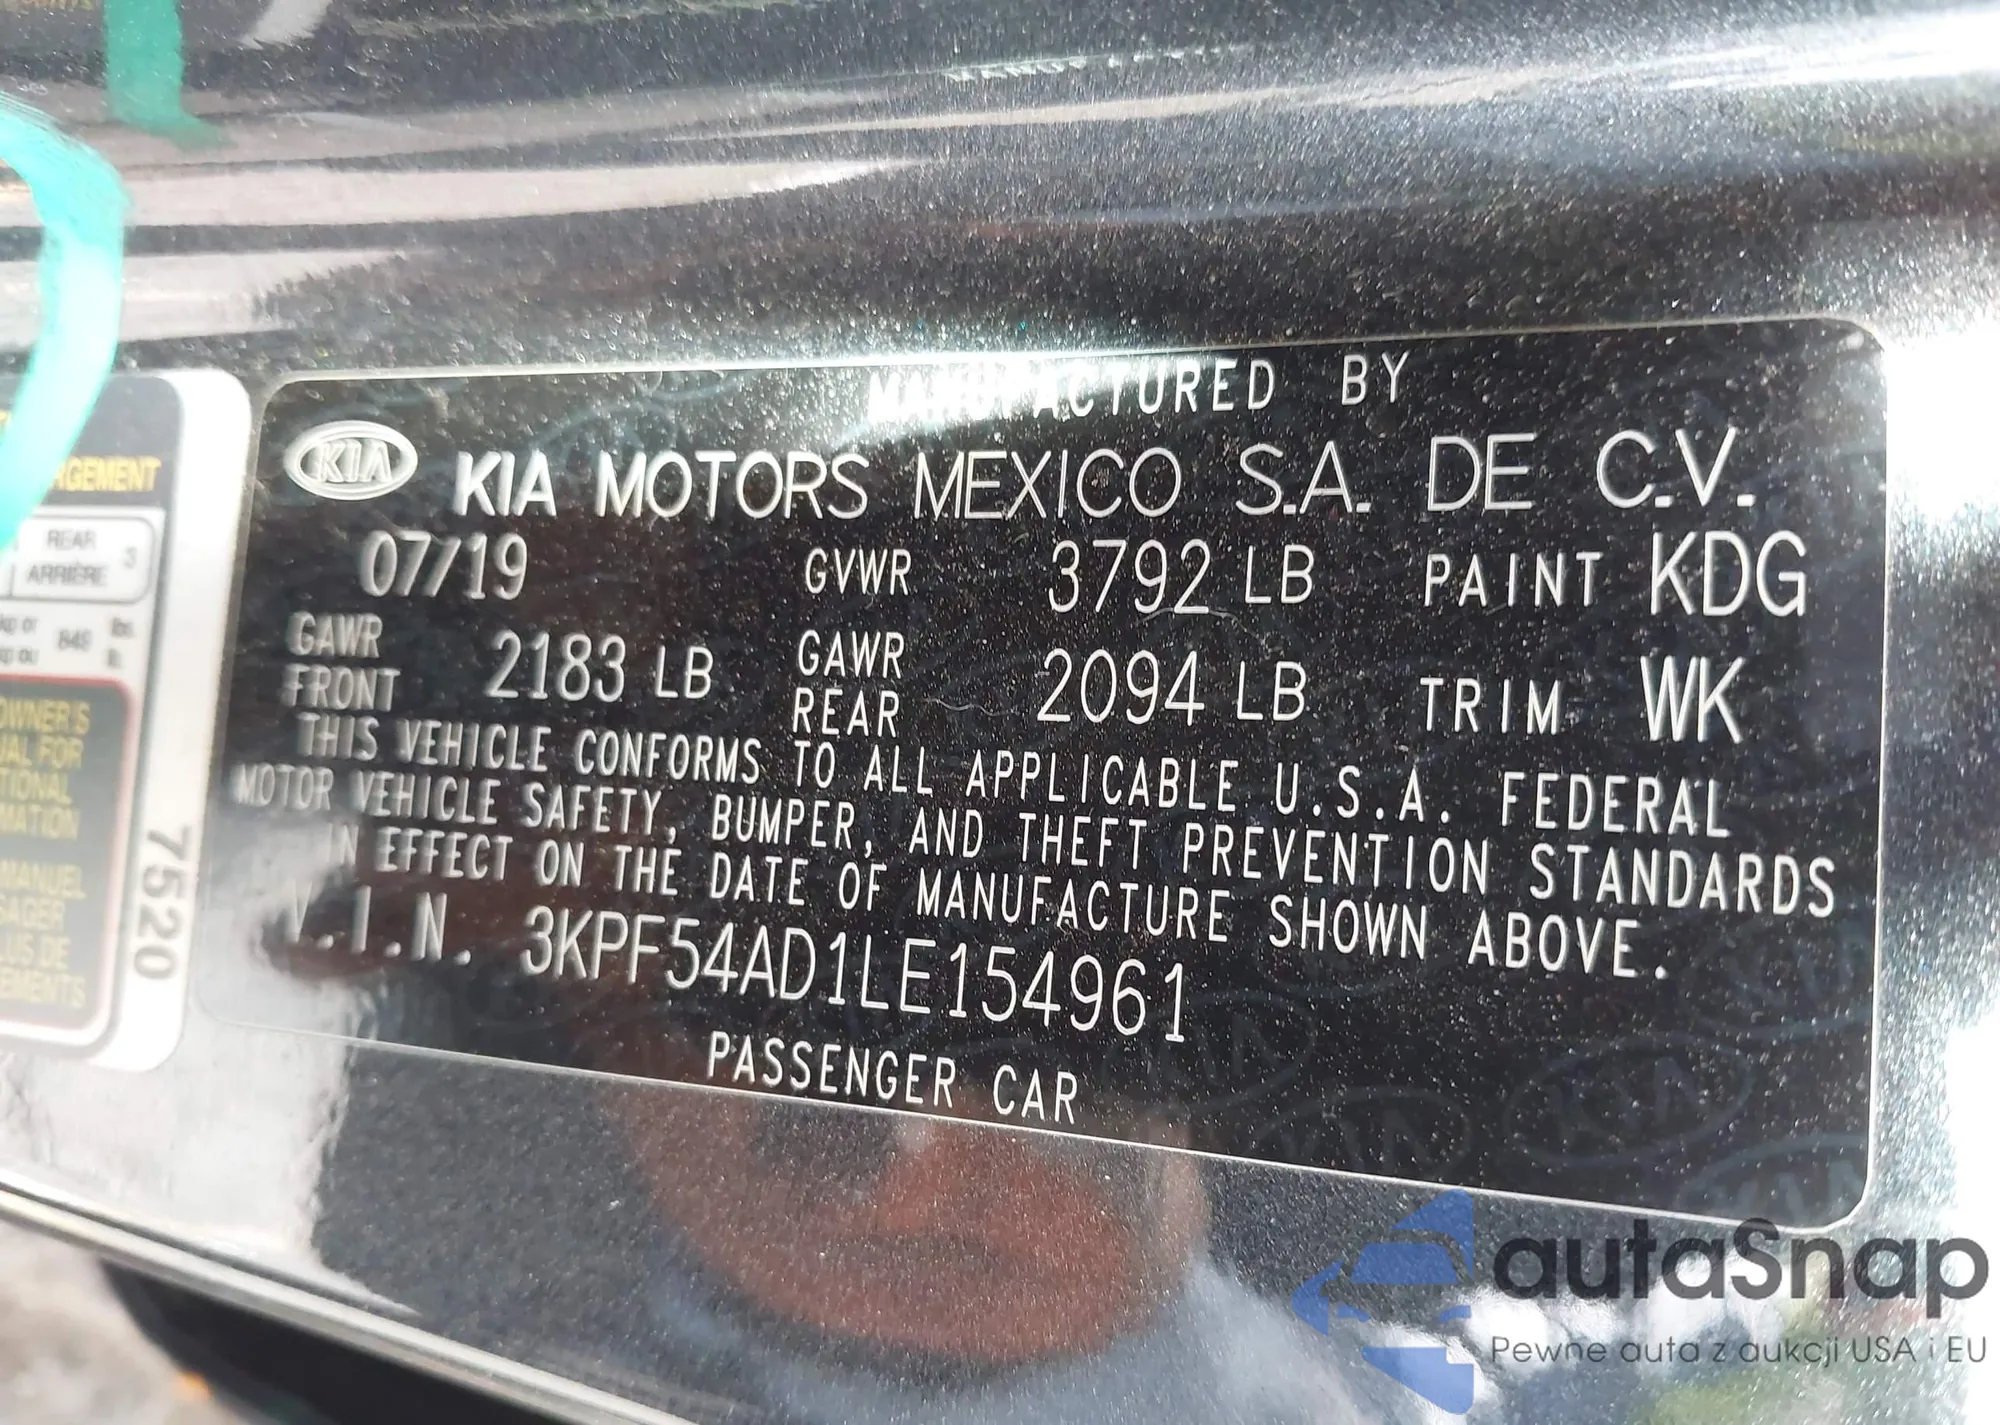 MANUFACTURED BY
KIA KIA MOTORS MEXICO S.A. DE C.V.
07/19 GVWR 3792 LB PAINT KDG
GAWR FRONT 2183 LB GAWR REAR 2094 LB TRIM WK
THIS VEHICLE CONFORMS TO ALL APPLICABLE U.S.A. FEDERAL
MOTOR VEHICLE SAFETY, BUMPER, AND THEFT PREVENTION STANDARDS
IN EFFECT ON THE DATE OF MANUFACTURE SHOWN ABOVE.
V.I.N. 3KPF54AD1LE154961
PASSENGER CAR
REAR 3
ARRIÈRE
849
7520
autaSnap
Pewne auta z aukcji USA i EU